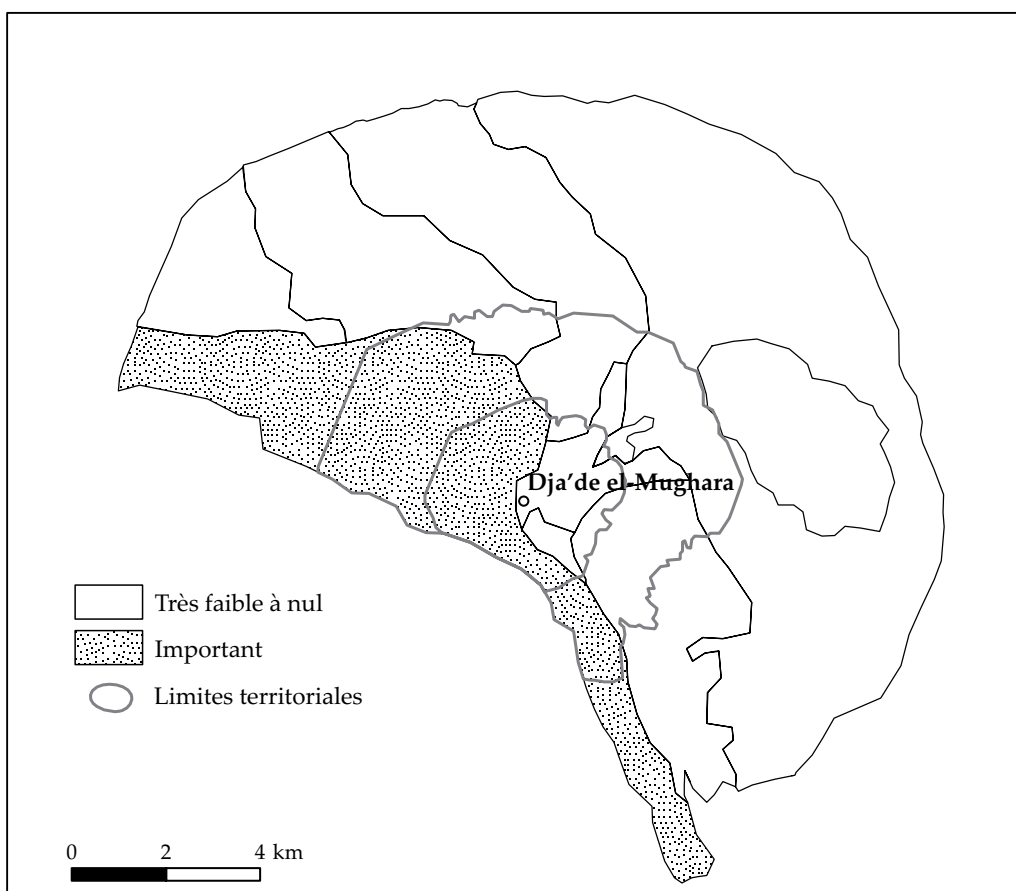 Dja’de el-Mughara
Très faible à nul
Important
Limites territoriales
0 2 4 km